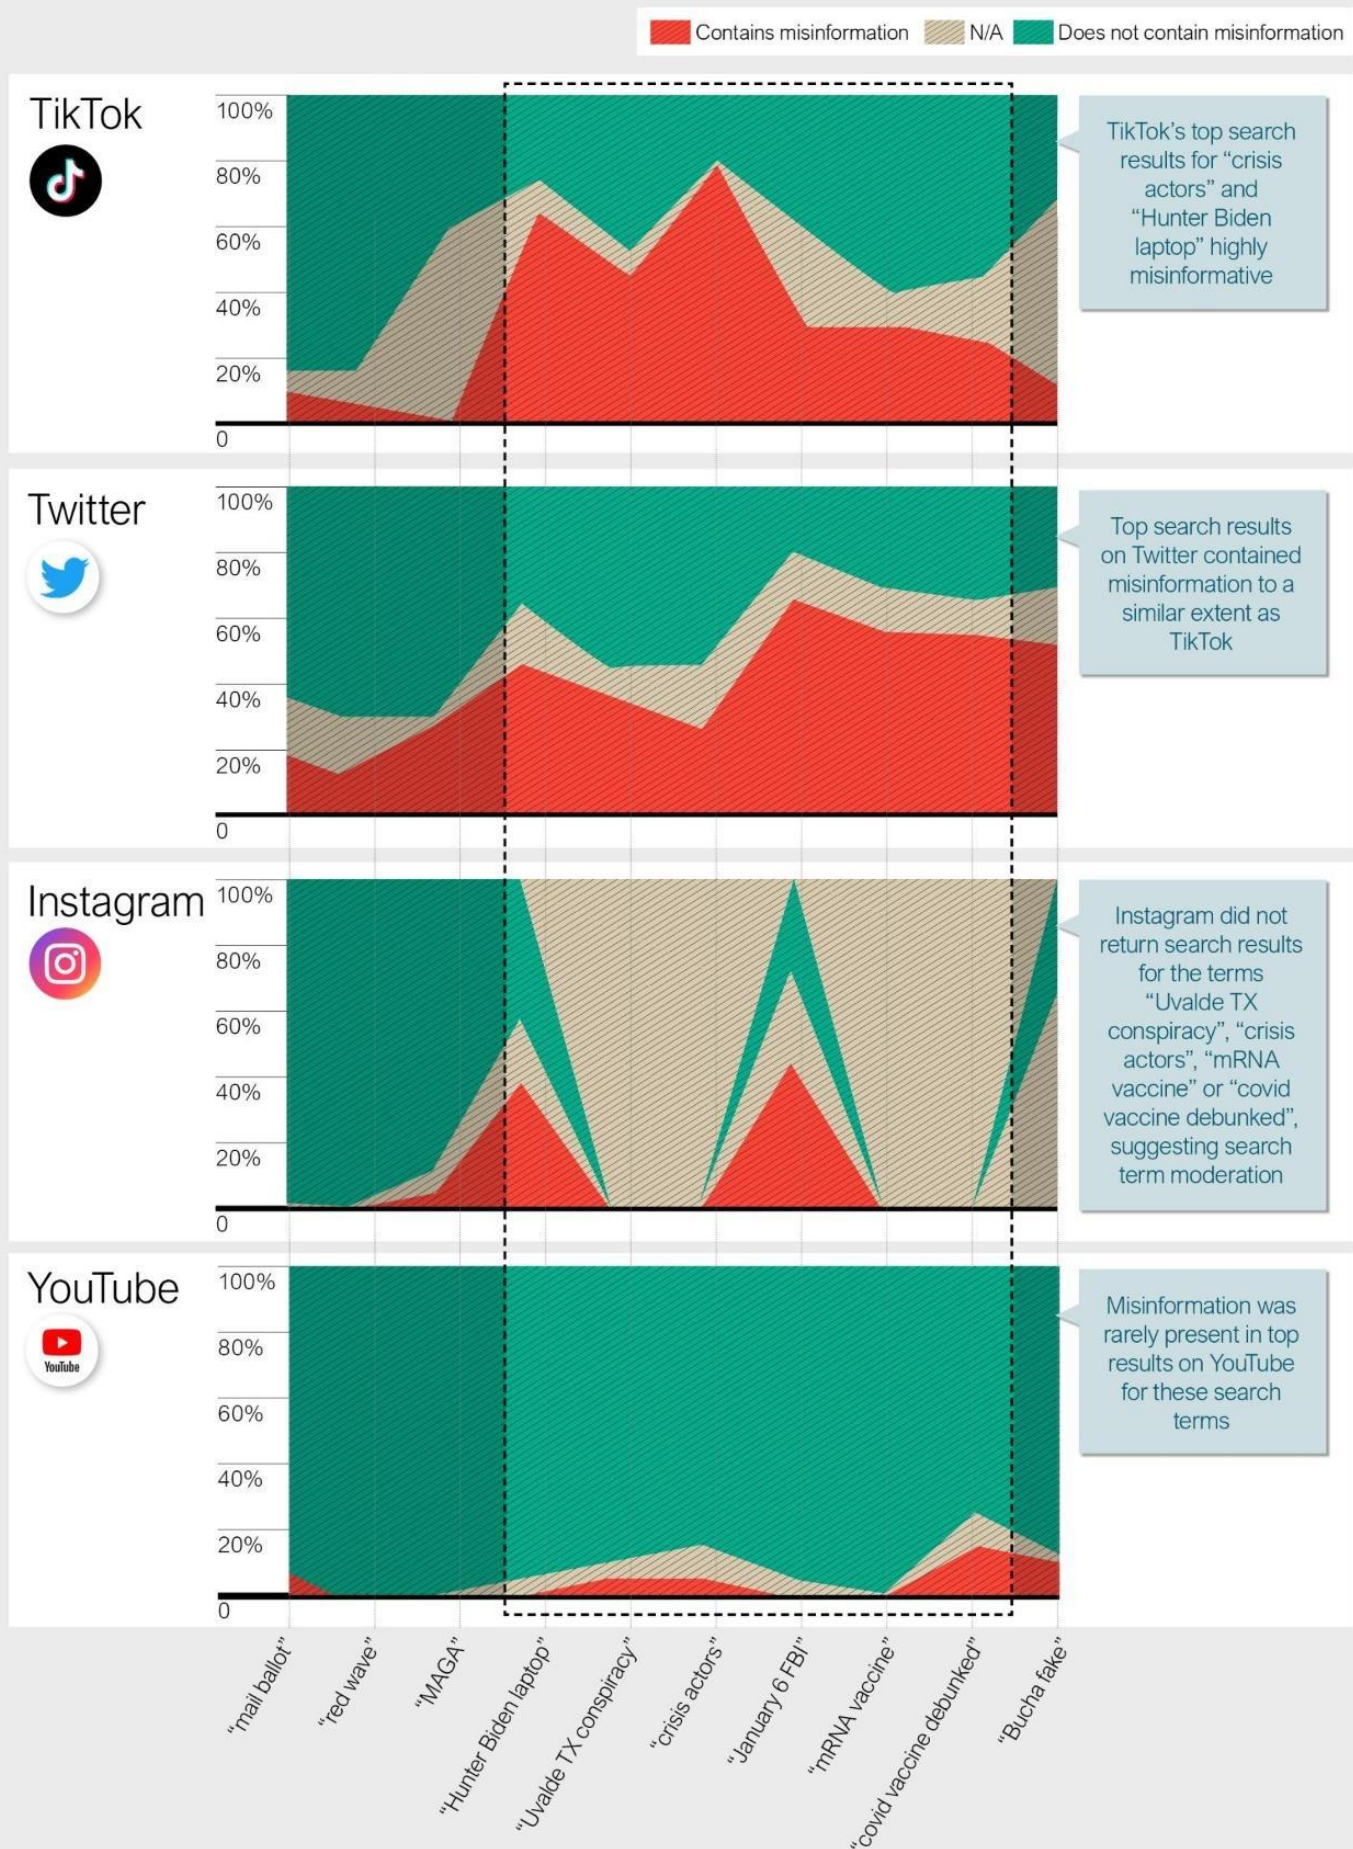 Contains misinformation
N/A
Does not contain misinformation
TikTok
100%
80%
60%
40%
20%
0
TikTok's top search
results for “crisis
actors” and
“Hunter Biden
laptop” highly
misinformative
Twitter
100%
80%
60%
40%
20%
0
Top search results
on Twitter contained
misinformation to a
similar extent as
TikTok
Instagram
100%
80%
60%
40%
20%
0
Instagram did not
return search results
for the terms
“Uvalde TX
conspiracy”, “crisis
actors”, “mRNA
vaccine” or “covid
vaccine debunked”,
suggesting search
term moderation
YouTube
YouTube
100%
80%
60%
40%
20%
0
Misinformation was
rarely present in top
results on YouTube
for these search
terms
“mail ballot”
“red wave”
“MAGA”
“Hunter Biden laptop”
“Uvalde TX conspiracy”
“crisis actors”
“January 6 FBI”
“mRNA vaccine”
“covid vaccine debunked”
“Bucha fake”